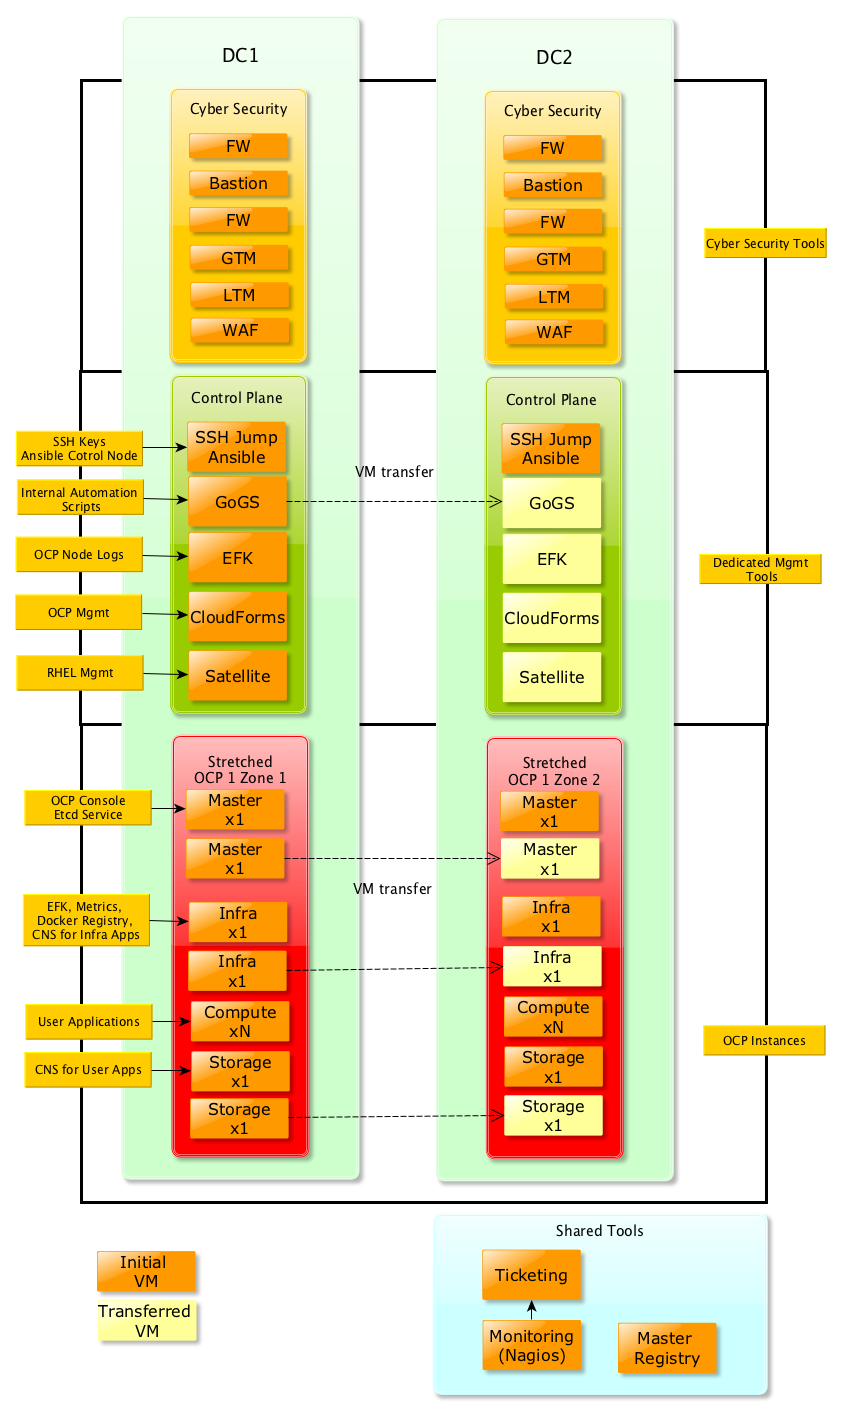 DC1
DC2
Cyber Security
FW
Bastion
FW
GTM
LTM
WAF
Cyber Security
FW
Bastion
FW
GTM
LTM
WAF
Cyber Security Tools
SSH Keys
Ansible Cotrol Node
Internal Automation
Scripts
OCP Node Logs
OCP Mgmt
RHEL Mgmt
Control Plane
SSH Jump
Ansible
GoGS
EFK
CloudForms
Satellite
VM transfer
Control Plane
SSH Jump
Ansible
GoGS
EFK
CloudForms
Satellite
Dedicated Mgmt
Tools
OCP Console
Etcd Service
EFK, Metrics,
Docker Registry,
CNS for Infra Apps
User Applications
CNS for User Apps
Stretched
OCP 1 Zone 1
Master
x1
Master
x1
Infra
x1
Infra
x1
Compute
xN
Storage
x1
Storage
x1
VM transfer
Stretched
OCP 1 Zone 2
Master
x1
Master
x1
Infra
x1
Infra
x1
Compute
xN
Storage
x1
Storage
x1
OCP Instances
Initial
VM
Transferred
VM
Shared Tools
Ticketing
Monitoring
(Nagios)
Master
Registry